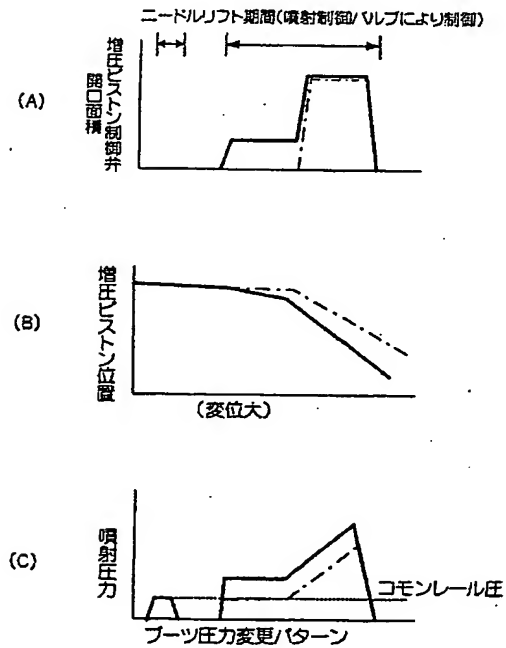 ニードルリフト期間(噴射制御バルブにより制御)
(A)
増圧ピストン制御弁
開口面積
(B)
増圧ピストン位置
(変位大)
(C)
噴射圧力
コモンレール圧
ブーツ圧力変更パターン